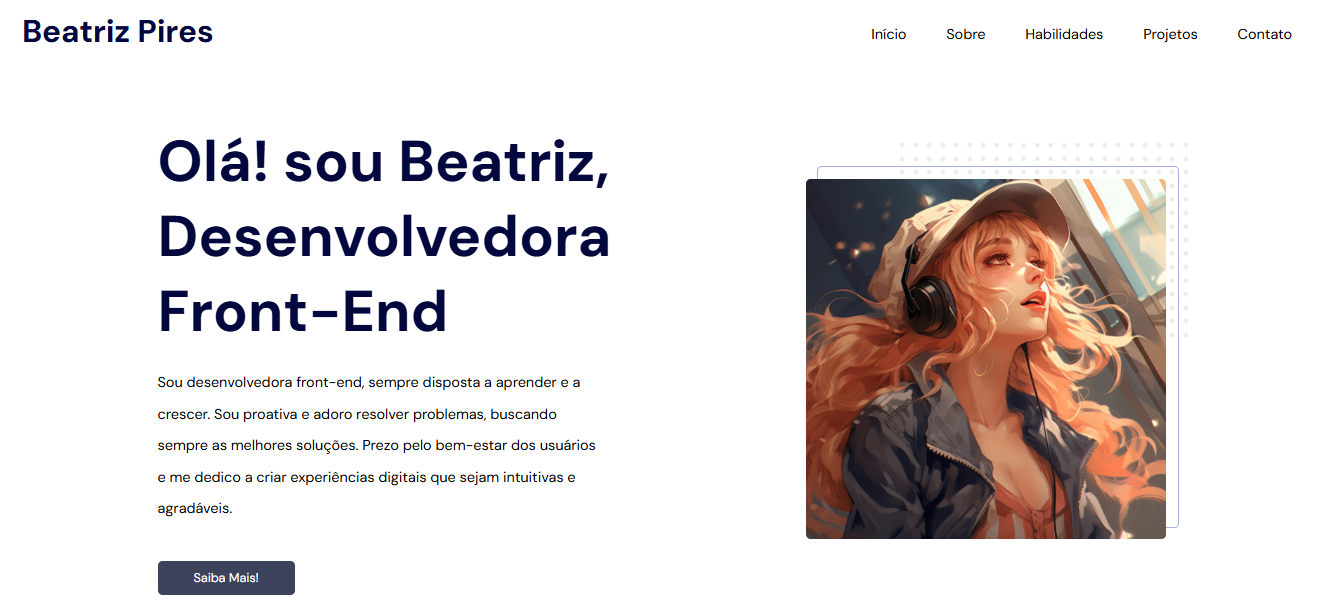 Beatriz Pires
Início
Sobre
Habilidades
Projetos
Contato
Olá! sou Beatriz,
Desenvolvedora
Front-End
Sou desenvolvedora front-end, sempre disposta a aprender e a
crescer. Sou proativa e adoro resolver problemas, buscando
sempre as melhores soluções. Prezo pelo bem-estar dos usuários
e me dedico a criar experiências digitais que sejam intuitivas e
agradáveis.
Saiba Mais!